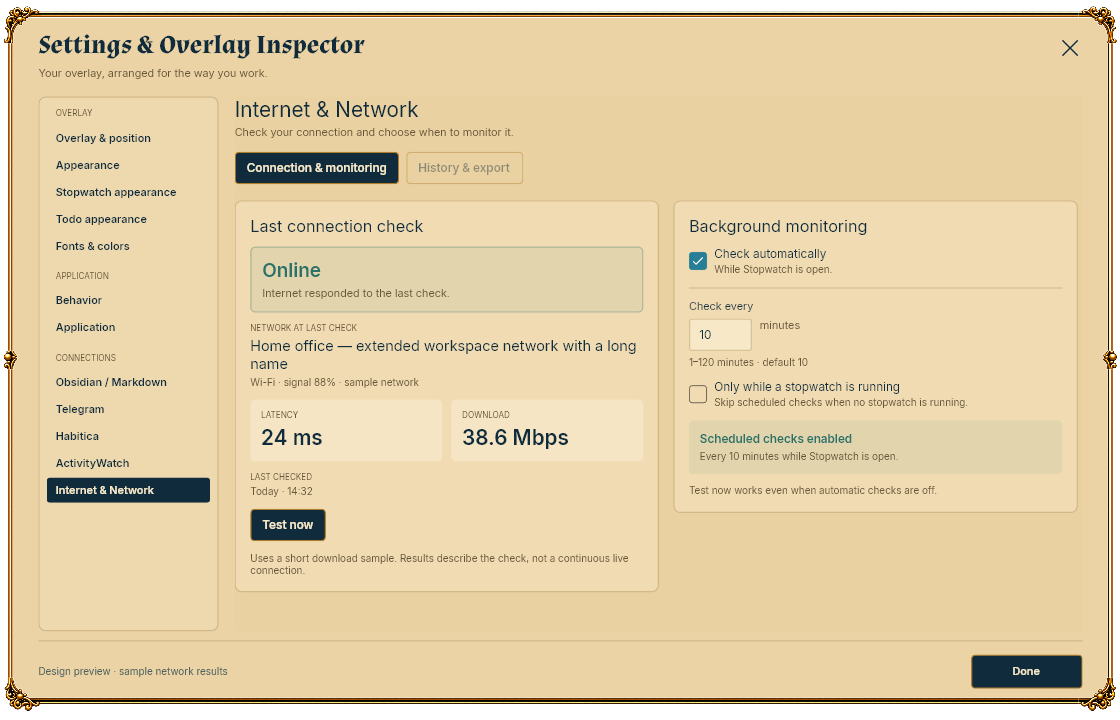 Settings & Overlay Inspector
Your overlay, arranged for the way you work.
OVERLAY
Overlay & position
Appearance
Stopwatch appearance
Todo appearance
Fonts & colors
APPLICATION
Behavior
Application
CONNECTIONS
Obsidian / Markdown
Telegram
Habitica
ActivityWatch
Internet & Network
Internet & Network
Check your connection and choose when to monitor it.
Connection & monitoring
History & export
Last connection check
Online
Internet responded to the last check.
NETWORK AT LAST CHECK
Home office — extended workspace network with a long
name
Wi-Fi · signal 88% · sample network
LATENCY
24 ms
DOWNLOAD
38.6 Mbps
LAST CHECKED
Today · 14:32
Test now
Uses a short download sample. Results describe the check, not a continuous live
connection.
Background monitoring
Check automatically
While Stopwatch is open.
Check every
10
minutes
1–120 minutes · default 10
Only while a stopwatch is running
Skip scheduled checks when no stopwatch is running.
Scheduled checks enabled
Every 10 minutes while Stopwatch is open.
Test now works even when automatic checks are off.
Design preview · sample network results
Done